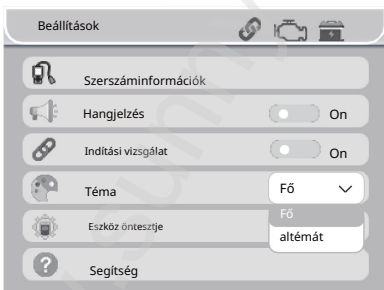 Beállítások
Szerszáminformációk
Hangjelzés On
Indítási vizsgálat On
Téma Fő
Fő
altémát
Eszköz öntesztje
Segítség